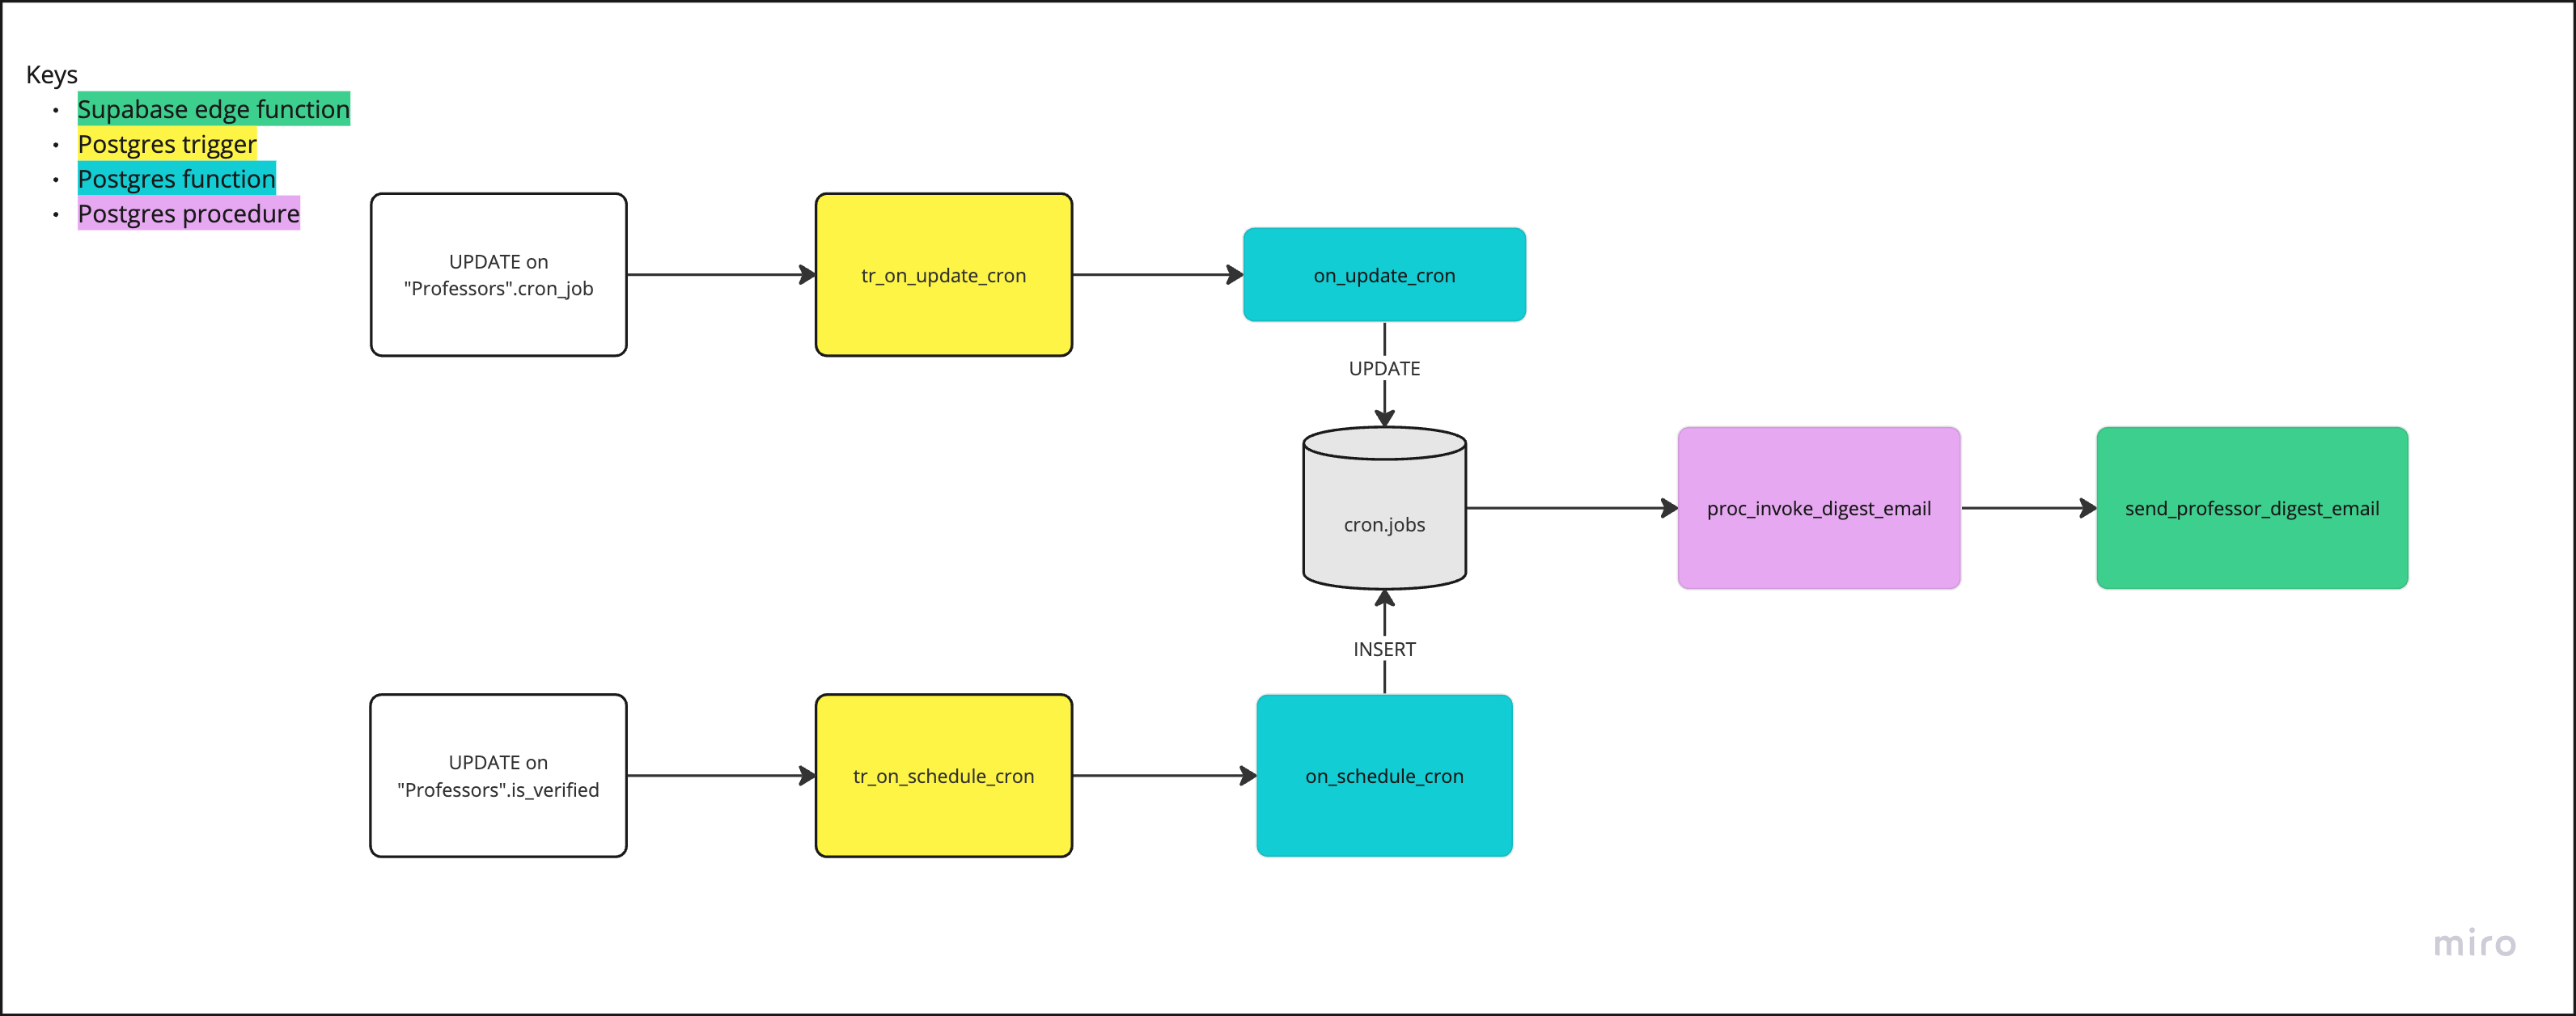 Keys
• Supabase edge function
• Postgres trigger
• Postgres function
• Postgres procedure
UPDATE on
"Professors".cron_job
tr_on_update_cron
on_update_cron
UPDATE
cron.jobs
proc_invoke_digest_email
send_professor_digest_email
INSERT
UPDATE on
"Professors".is_verified
tr_on_schedule_cron
on_schedule_cron
miro